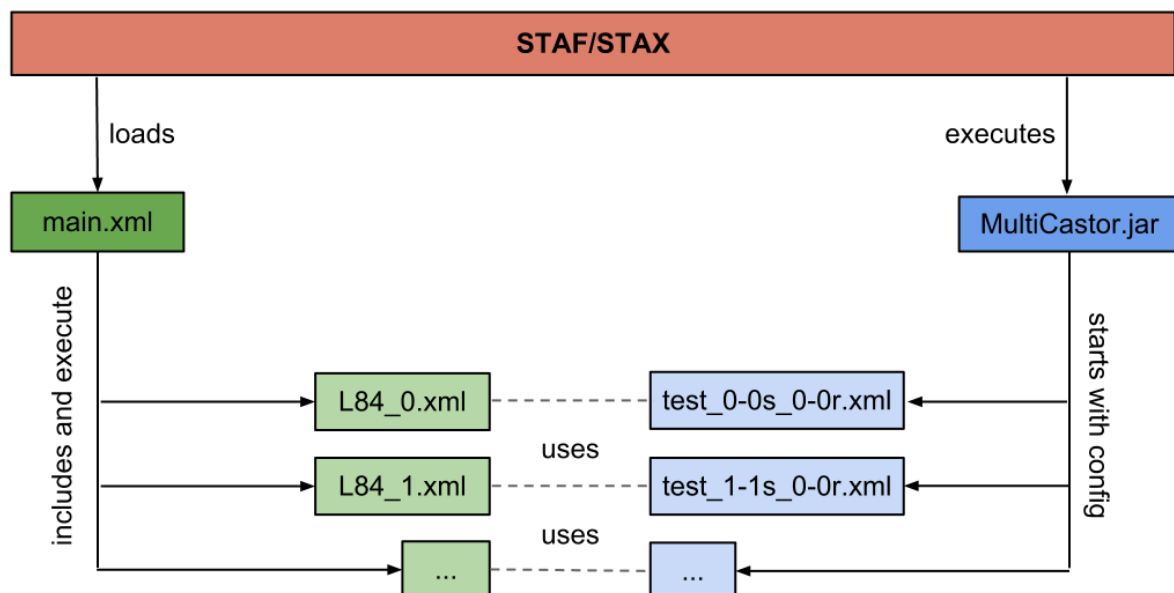 STAF/STAX
loads
executes
main.xml
MultiCastor.jar
includes and execute
starts with config
L84_0.xml
test_0-0s_0-0r.xml
uses
L84_1.xml
test_1-1s_0-0r.xml
uses
...
...